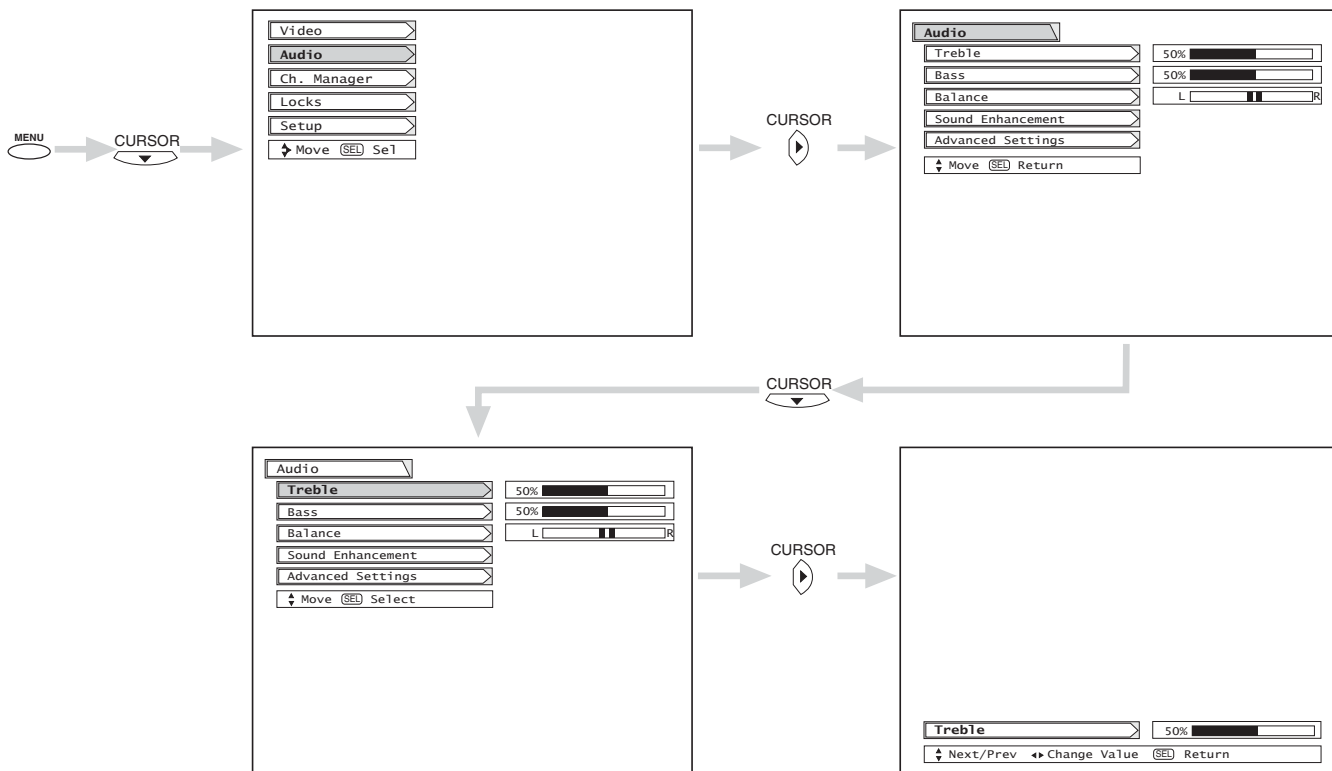 MENU
CURSOR
Video
Audio
Ch. Manager
Locks
Setup
Move SEL Sel
CURSOR
Audio
Treble 50%
Bass 50%
Balance L R
Sound Enhancement
Advanced Settings
Move SEL Return
CURSOR
Audio
Treble 50%
Bass 50%
Balance L R
Sound Enhancement
Advanced Settings
Move SEL Select
CURSOR
Treble 50%
Next/Prev Change Value SEL Return